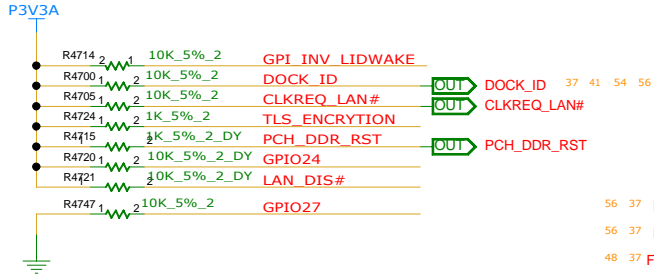 P3V3A
R4714 2 1 10K_5%_2 GPI_INV_LIDWAKE
R4700 1 2 10K_5%_2 DOCK_ID OUT DOCK_ID 37 41 54 56
R4705 1 2 10K_5%_2 CLKREQ_LAN# OUT CLKREQ_LAN#
R4724 1 2 1K_5%_2 TLS_ENCRYTION
R4715 1 2 1K_5%_2_DY PCH_DDR_RST OUT PCH_DDR_RST
R4720 1 2 10K_5%_2_DY GPIO24
R4721 1 2 10K_5%_2_DY LAN_DIS#
R4747 1 2 10K_5%_2 GPIO27
56 37
56 37
48 37 F